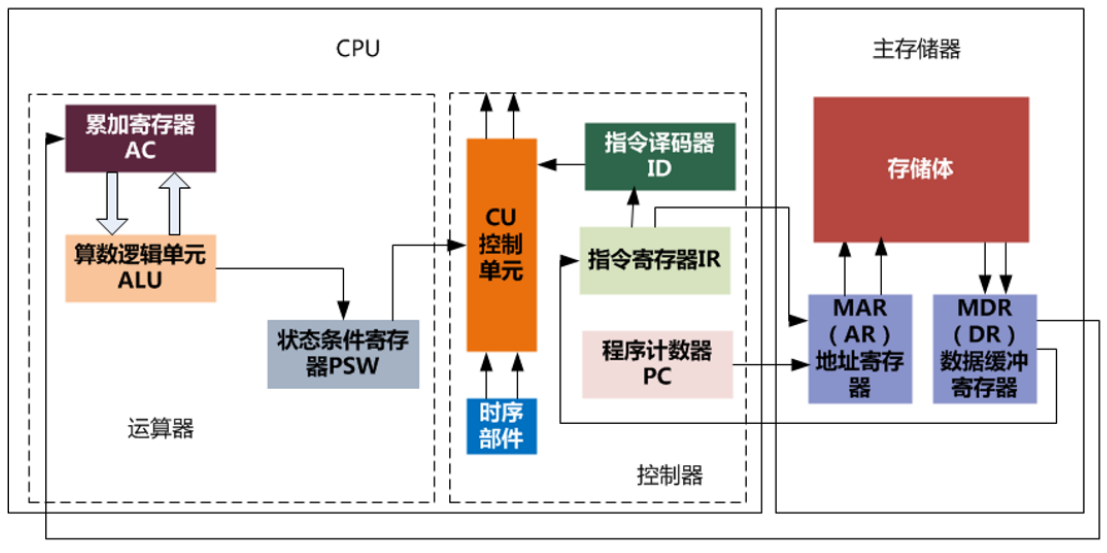 CPU
主存储器
累加寄存器
AC
算数逻辑单元
ALU
状态条件寄存
器PSW
运算器
CU
控制
单元
时序
部件
指令译码器
ID
指令寄存器IR
程序计数器
PC
控制器
存储体
MAR
（AR）
地址寄存
器
MDR
（DR）
数据缓冲
寄存器